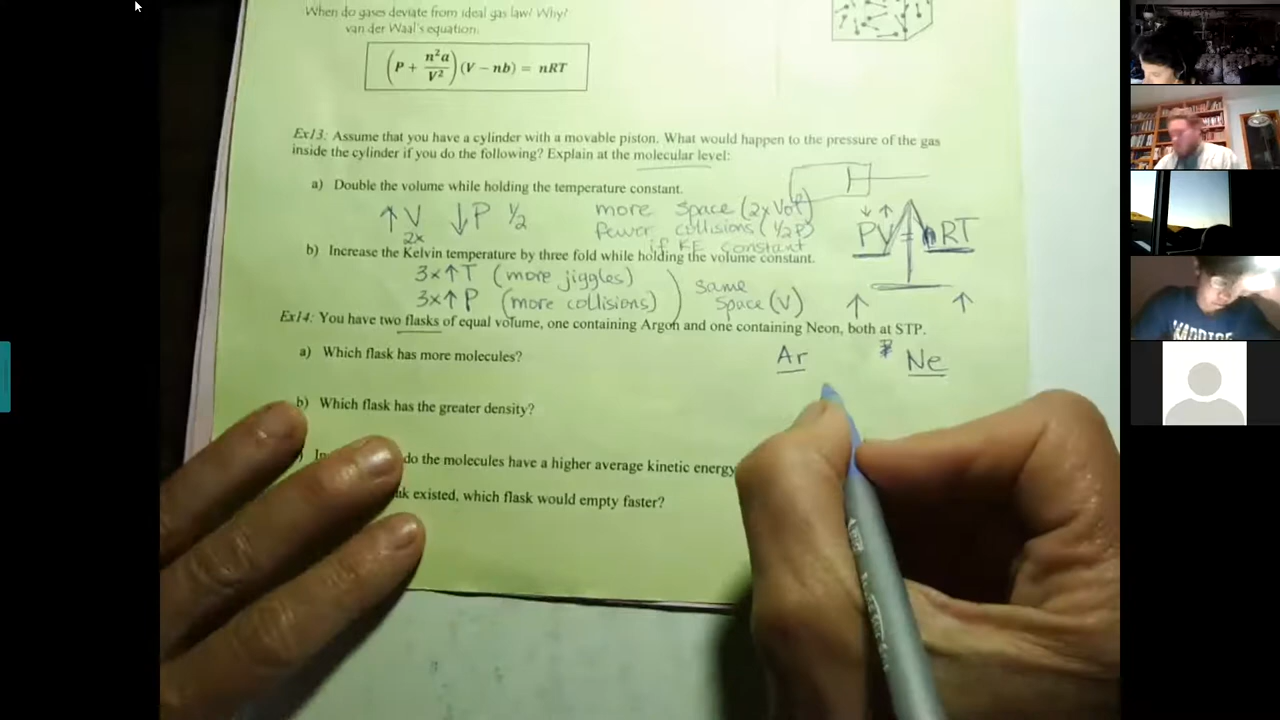 When do gases deviate from ideal gas law? Why?
van der Waal's equation:
(P + n²a/V²)(V − nb) = nRT
Ex13: Assume that you have a cylinder with a movable piston. What would happen to the pressure of the gas
inside the cylinder if you do the following? Explain at the molecular level:
a) Double the volume while holding the temperature constant.
↑V ↓P ½ more space (2x Vol)
2x fewer collisions (½P)
if KE constant
PV nRT
b) Increase the Kelvin temperature by three fold while holding the volume constant.
3x↑T (more jiggles) same
3x↑P (more collisions) space (V)
Ex14: You have two flasks of equal volume, one containing Argon and one containing Neon, both at STP.
a) Which flask has more molecules? Ar Ne
b) Which flask has the greater density?
do the molecules have a higher average kinetic energy
existed, which flask would empty faster?